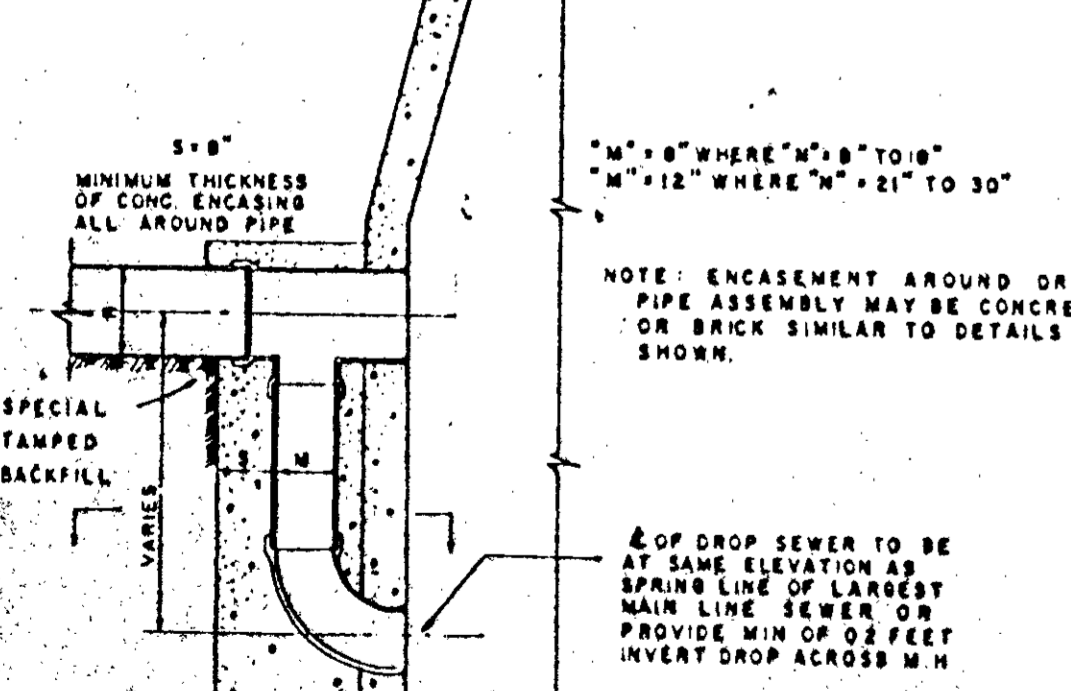 S = 8"
MINIMUM THICKNESS
OF CONC. ENCASING
ALL AROUND PIPE
"M" = 8" WHERE "N" = 8" TO 18"
"M" = 12" WHERE "N" = 21" TO 30"
NOTE: ENCASEMENT AROUND DR
PIPE ASSEMBLY MAY BE CONCRE
OR BRICK SIMILAR TO DETAILS
SHOWN.
SPECIAL
TAMPED
BACKFILL
S
M
VARIES
℄ OF DROP SEWER TO BE
AT SAME ELEVATION AS
SPRING LINE OF LARGEST
MAIN LINE SEWER OR
PROVIDE MIN OF 0.2 FEET
INVERT DROP ACROSS M.H